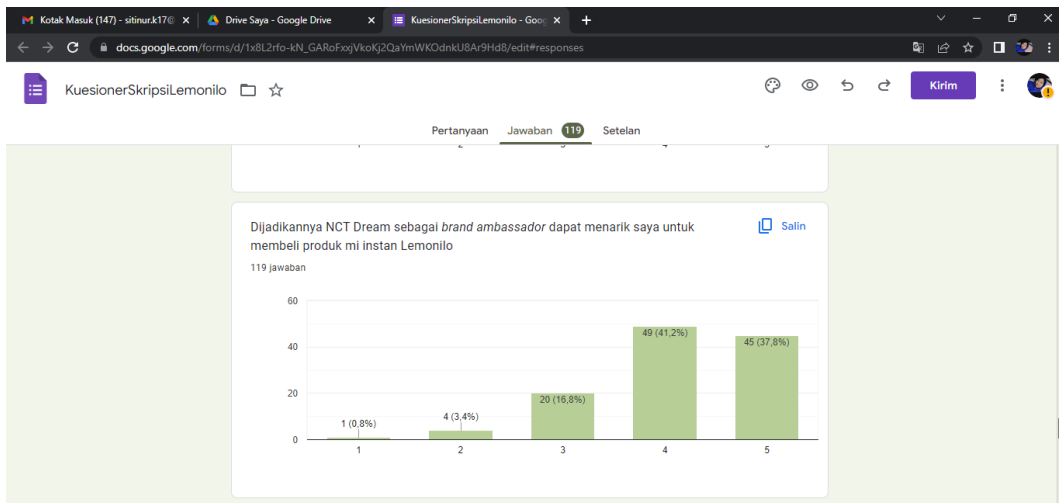 Kotak Masuk (147) - sitinur.k17@
Drive Saya - Google Drive
KuesionerSkripsiLemonilo - Goog
docs.google.com/forms/d/1x8L2rfo-kN_GARoFxxjVkoKj2QaYmWKOdnkU8Ar9Hd8/edit#responses
KuesionerSkripsiLemonilo
Kirim
Pertanyaan Jawaban 119 Setelan
Dijadikannya NCT Dream sebagai brand ambassador dapat menarik saya untuk
membeli produk mi instan Lemonilo
Salin
119 jawaban
60
40
20
0
1 (0,8%)
4 (3,4%)
20 (16,8%)
49 (41,2%)
45 (37,8%)
1 2 3 4 5